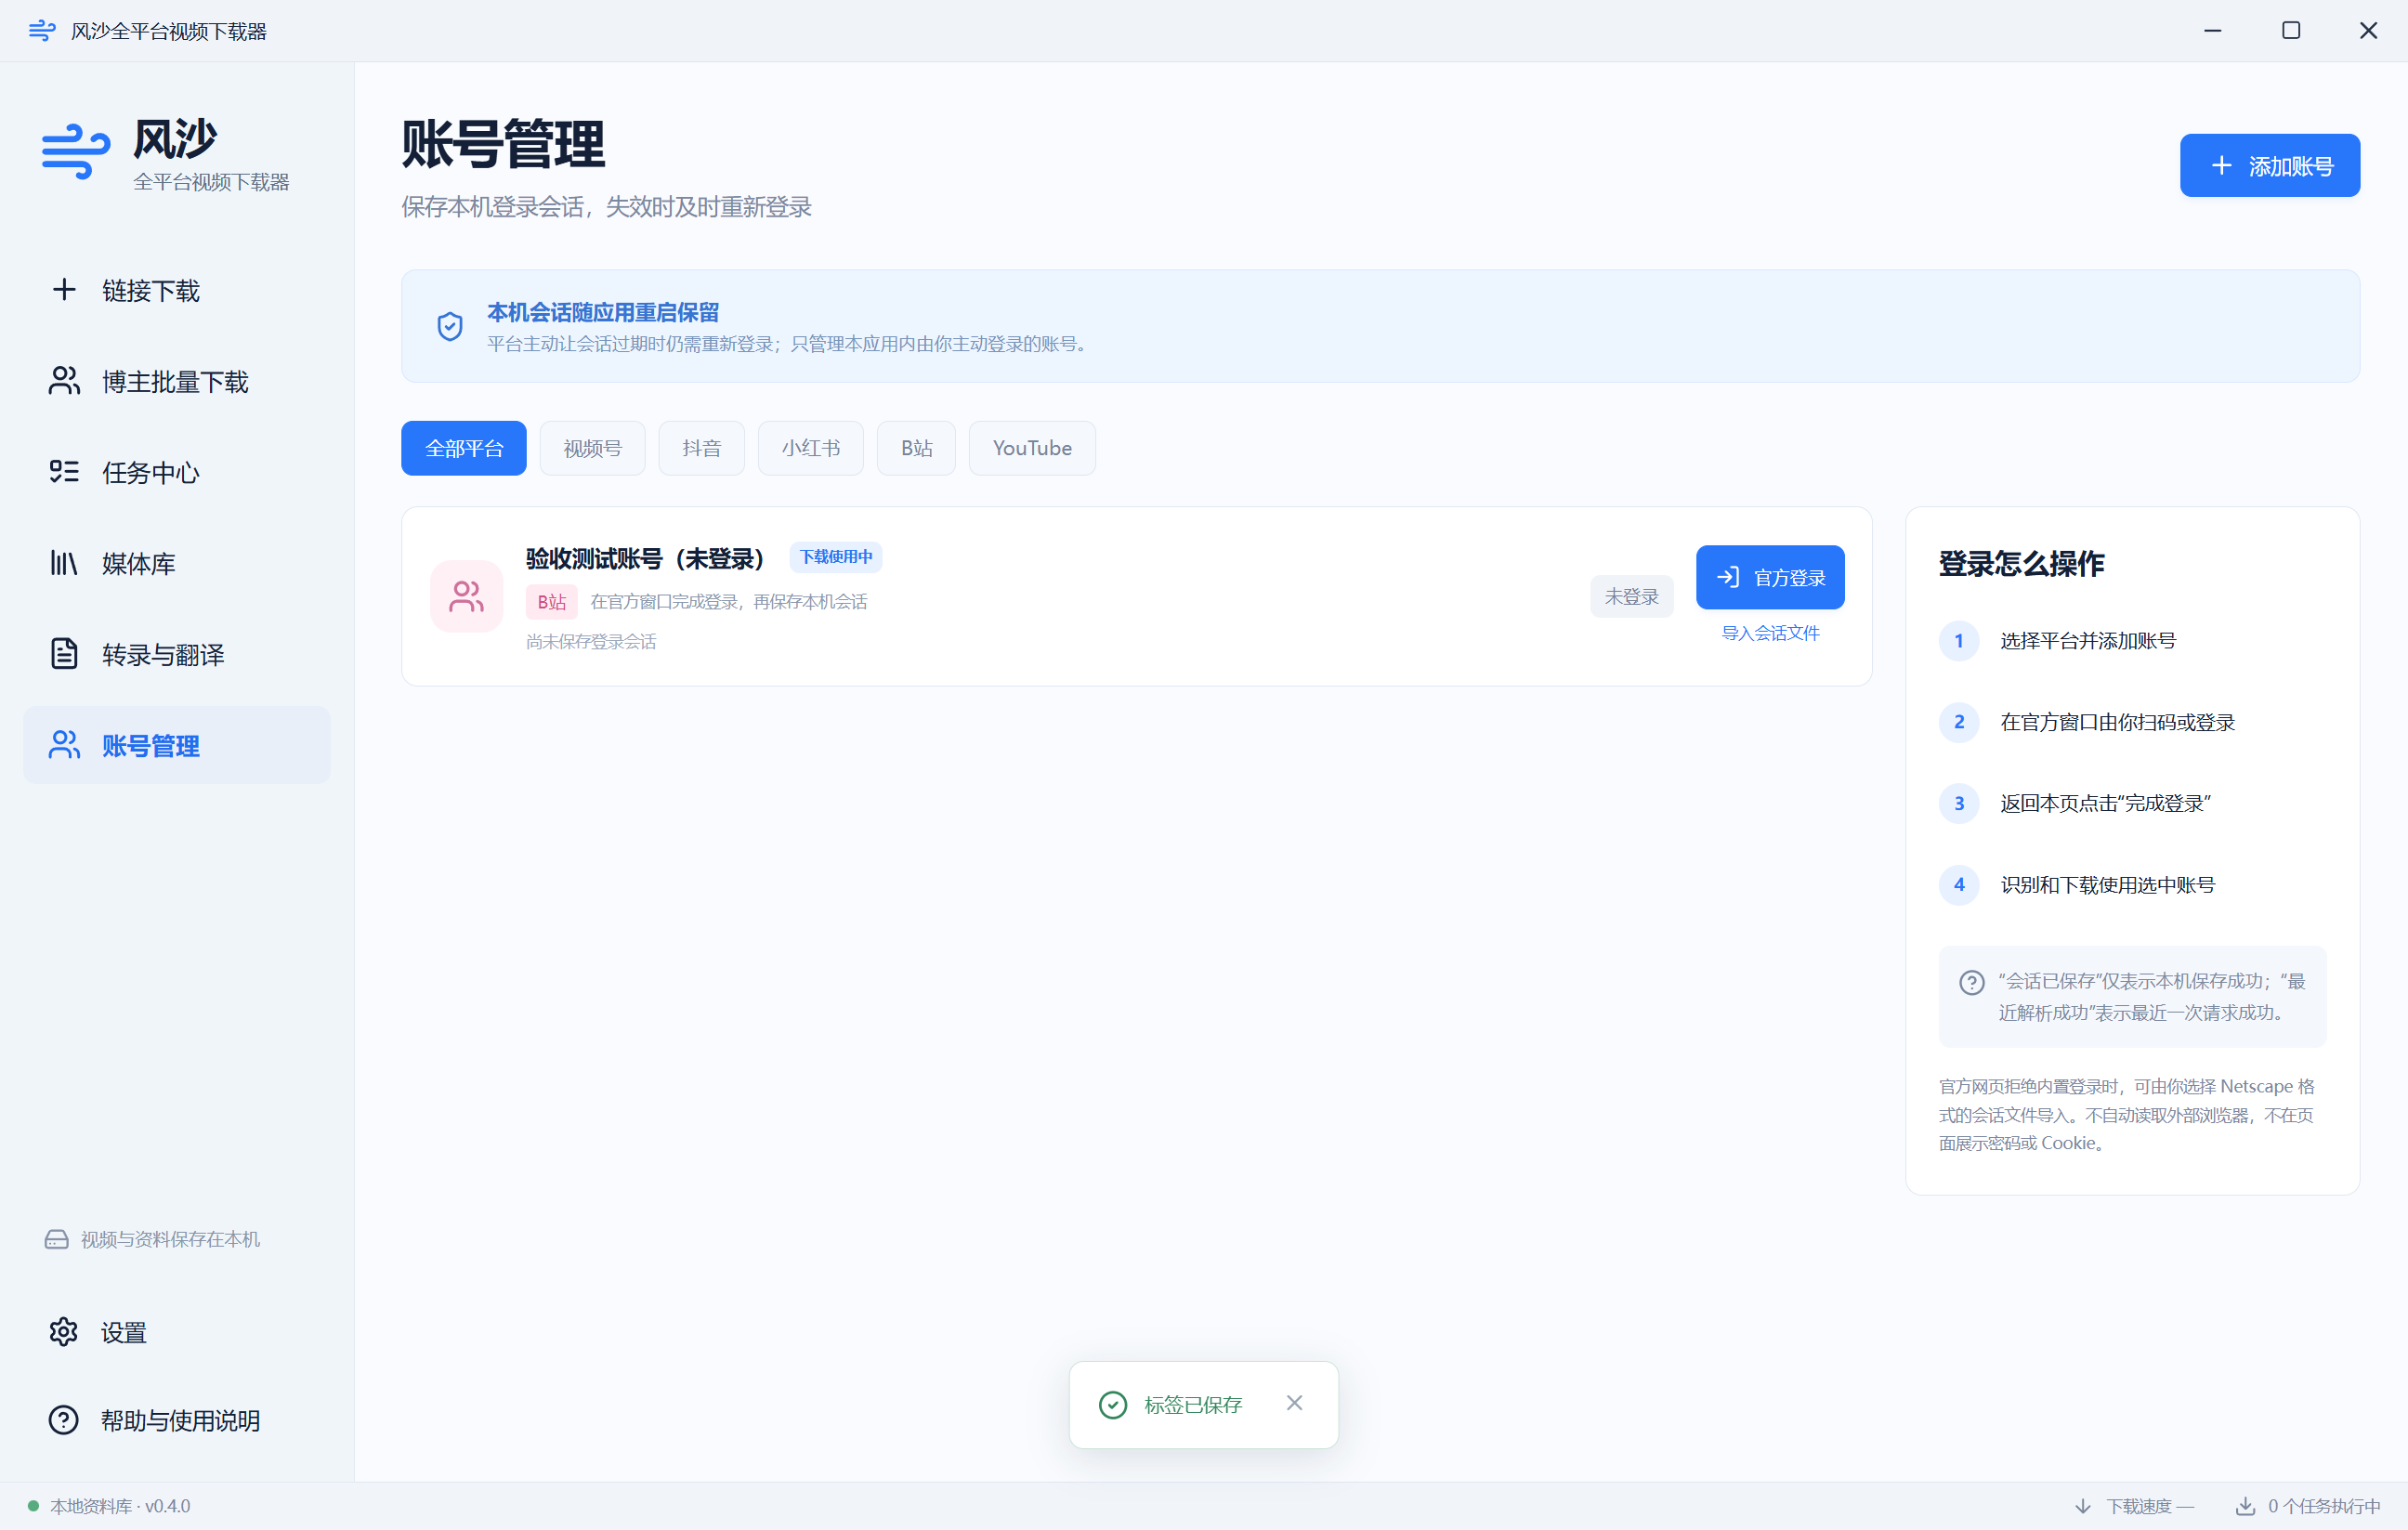 风沙全平台视频下载器
风沙
全平台视频下载器
链接下载
博主批量下载
任务中心
媒体库
转录与翻译
账号管理
视频与资料保存在本机
设置
帮助与使用说明
账号管理
保存本机登录会话，失效时及时重新登录
添加账号
本机会话随应用重启保留
平台主动让会话过期时仍需重新登录；只管理本应用内由你主动登录的账号。
全部平台 视频号 抖音 小红书 B站 YouTube
验收测试账号（未登录） 下载使用中
B站 在官方窗口完成登录，再保存本机会话
尚未保存登录会话
未登录
官方登录
导入会话文件
登录怎么操作
1 选择平台并添加账号
2 在官方窗口由你扫码或登录
3 返回本页点击“完成登录”
4 识别和下载使用选中账号
“会话已保存”仅表示本机保存成功；“最
近解析成功”表示最近一次请求成功。
官方网页拒绝内置登录时，可由你选择 Netscape 格
式的会话文件导入。不自动读取外部浏览器，不在页
面展示密码或 Cookie。
标签已保存
本地资料库 · v0.4.0
下载速度 —
0 个任务执行中